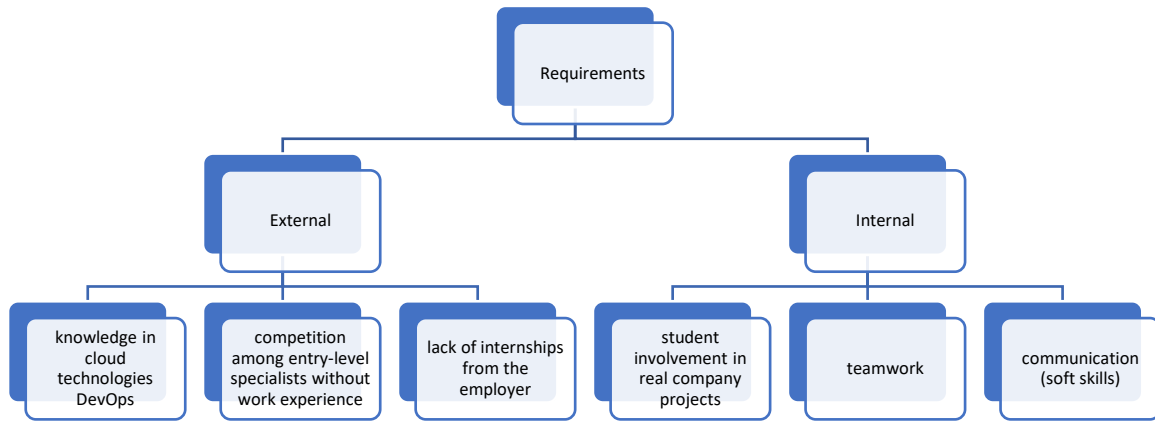 Requirements
External
Internal
knowledge in
cloud
technologies
DevOps
competition
among entry-level
specialists without
work experience
lack of internships
from the
employer
student
involvement in
real company
projects
teamwork
communication
(soft skills)